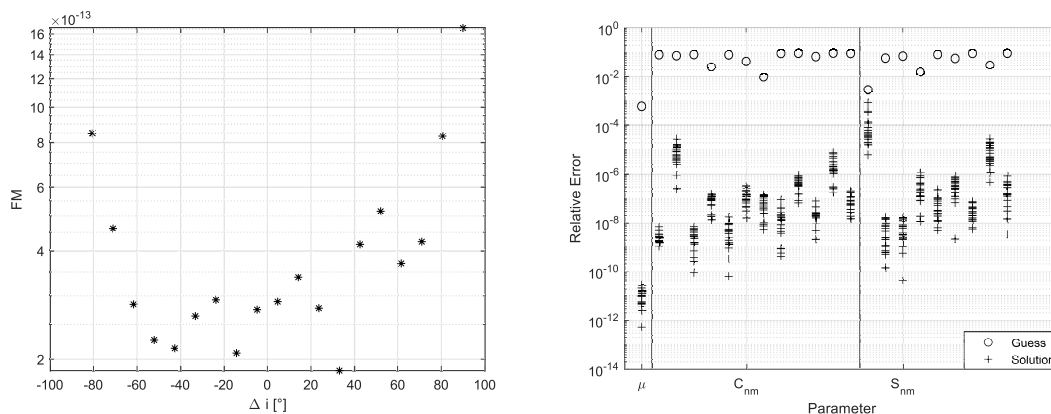 ×10⁻¹³
16
14
12
10
8
6
4
2
FM
-100 -80 -60 -40 -20 0 20 40 60 80 100
Δ i [°]
10⁰
10⁻²
10⁻⁴
10⁻⁶
10⁻⁸
10⁻¹⁰
10⁻¹²
10⁻¹⁴
Relative Error
Guess
Solution
μ Cₙₘ Sₙₘ
Parameter